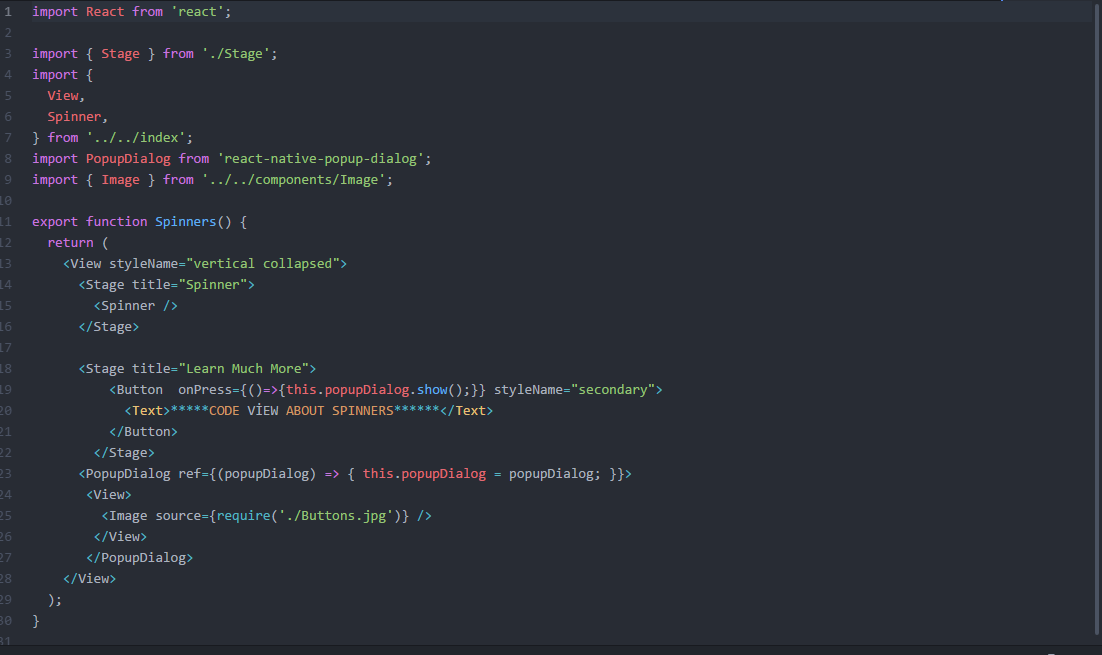 1 import React from 'react';
2
3 import { Stage } from './Stage';
4 import {
5 View,
6 Spinner,
7 } from '../../index';
8 import PopupDialog from 'react-native-popup-dialog';
9 import { Image } from '../../components/Image';
10
11 export function Spinners() {
12 return (
13 <View styleName="vertical collapsed">
14 <Stage title="Spinner">
15 <Spinner />
16 </Stage>
17
18 <Stage title="Learn Much More">
19 <Button  onPress={()=>{this.popupDialog.show();}} styleName="secondary">
20 <Text>*****CODE VİEW ABOUT SPINNERS******</Text>
21 </Button>
22 </Stage>
23 <PopupDialog ref={(popupDialog) => { this.popupDialog = popupDialog; }}>
24 <View>
25 <Image source={require('./Buttons.jpg')} />
26 </View>
27 </PopupDialog>
28 </View>
29 );
30 }
31